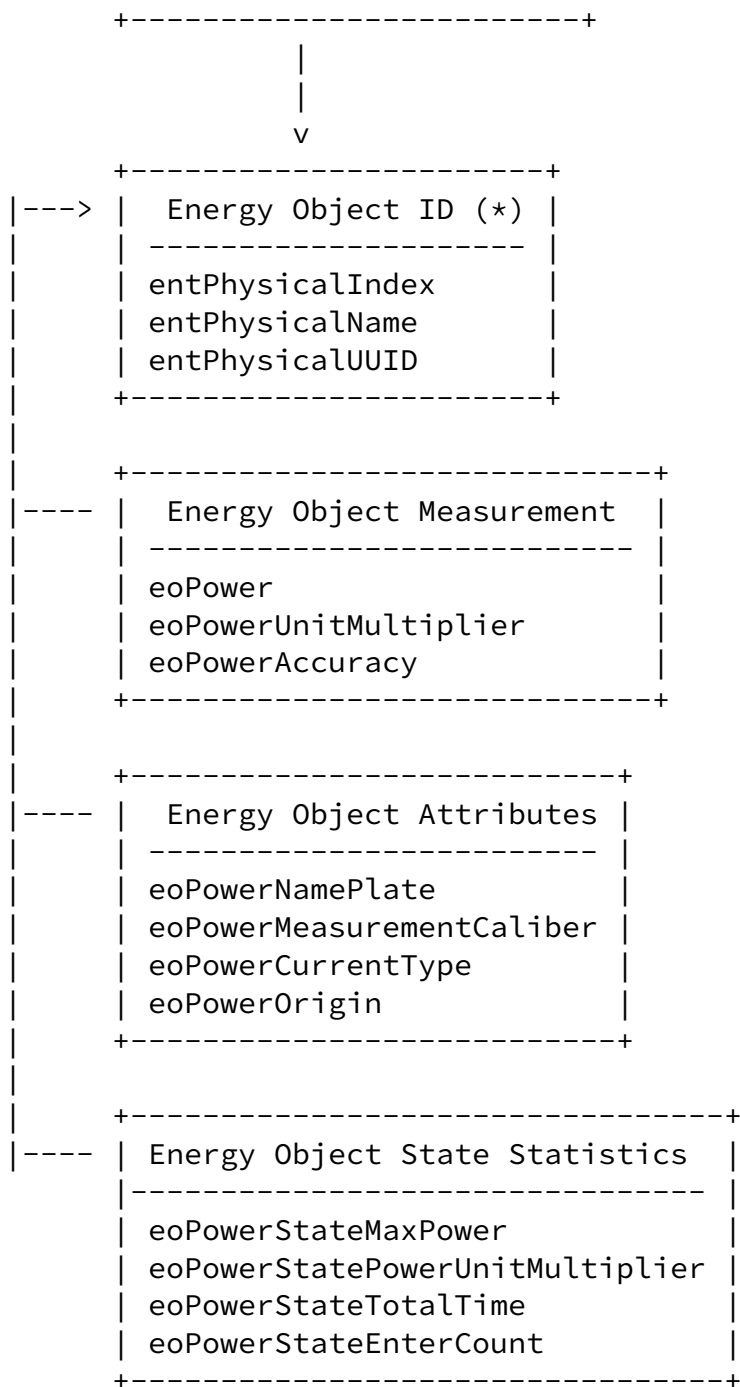 Energy Object ID (*)
entPhysicalIndex
entPhysicalName
entPhysicalUUID
Energy Object Measurement
eoPower
eoPowerUnitMultiplier
eoPowerAccuracy
Energy Object Attributes
eoPowerNamePlate
eoPowerMeasurementCaliber
eoPowerCurrentType
eoPowerOrigin
Energy Object State Statistics
eoPowerStateMaxPower
eoPowerStatePowerUnitMultiplier
eoPowerStateTotalTime
eoPowerStateEnterCount